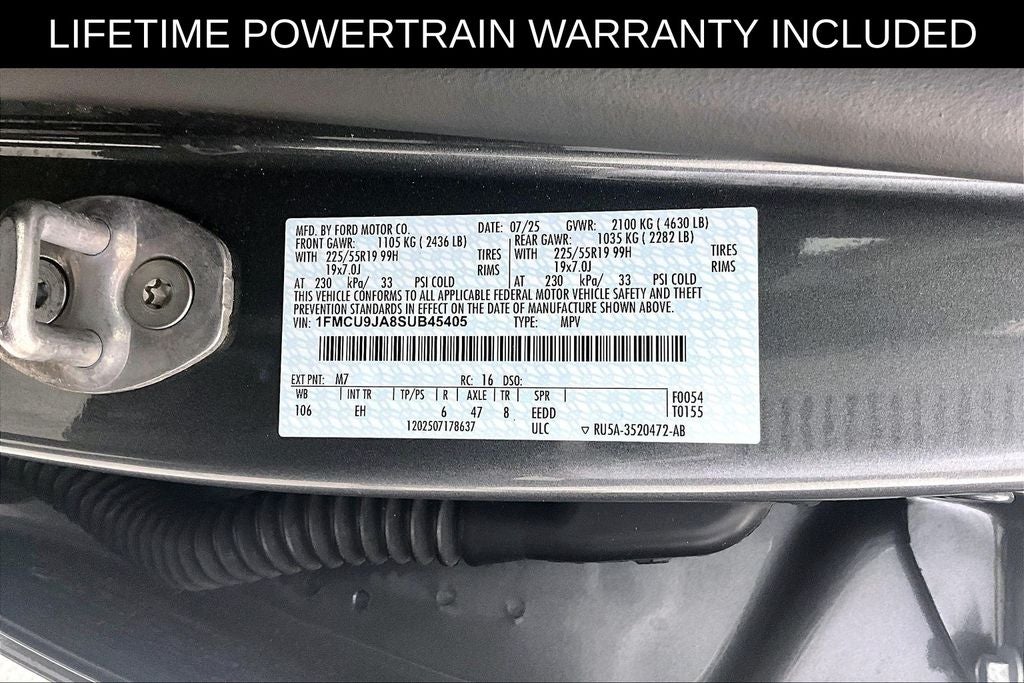 LIFETIME POWERTRAIN WARRANTY INCLUDED
MFD. BY FORD MOTOR CO. DATE: 07/25 GVWR: 2100 KG ( 4630 LB)
FRONT GAWR: 1105 KG ( 2436 LB) REAR GAWR: 1035 KG ( 2282 LB)
WITH 225/55R19 99H TIRES WITH 225/55R19 99H TIRES
19x7.0J RIMS 19x7.0J RIMS
AT 230 kPa/ 33 PSI COLD AT 230 kPa/ 33 PSI COLD
THIS VEHICLE CONFORMS TO ALL APPLICABLE FEDERAL MOTOR VEHICLE SAFETY AND THEFT
PREVENTION STANDARDS IN EFFECT ON THE DATE OF MANUFACTURE SHOWN ABOVE.
VIN: 1FMCU9JA8SUB45405 TYPE: MPV
EXT PNT: M7 RC: 16 DSO:
WB INT TR TP/PS R AXLE TR SPR F0054
106 EH 6 47 8 EEDD T0155
1202507178637 ULC ▽ RU5A-3520472-AB